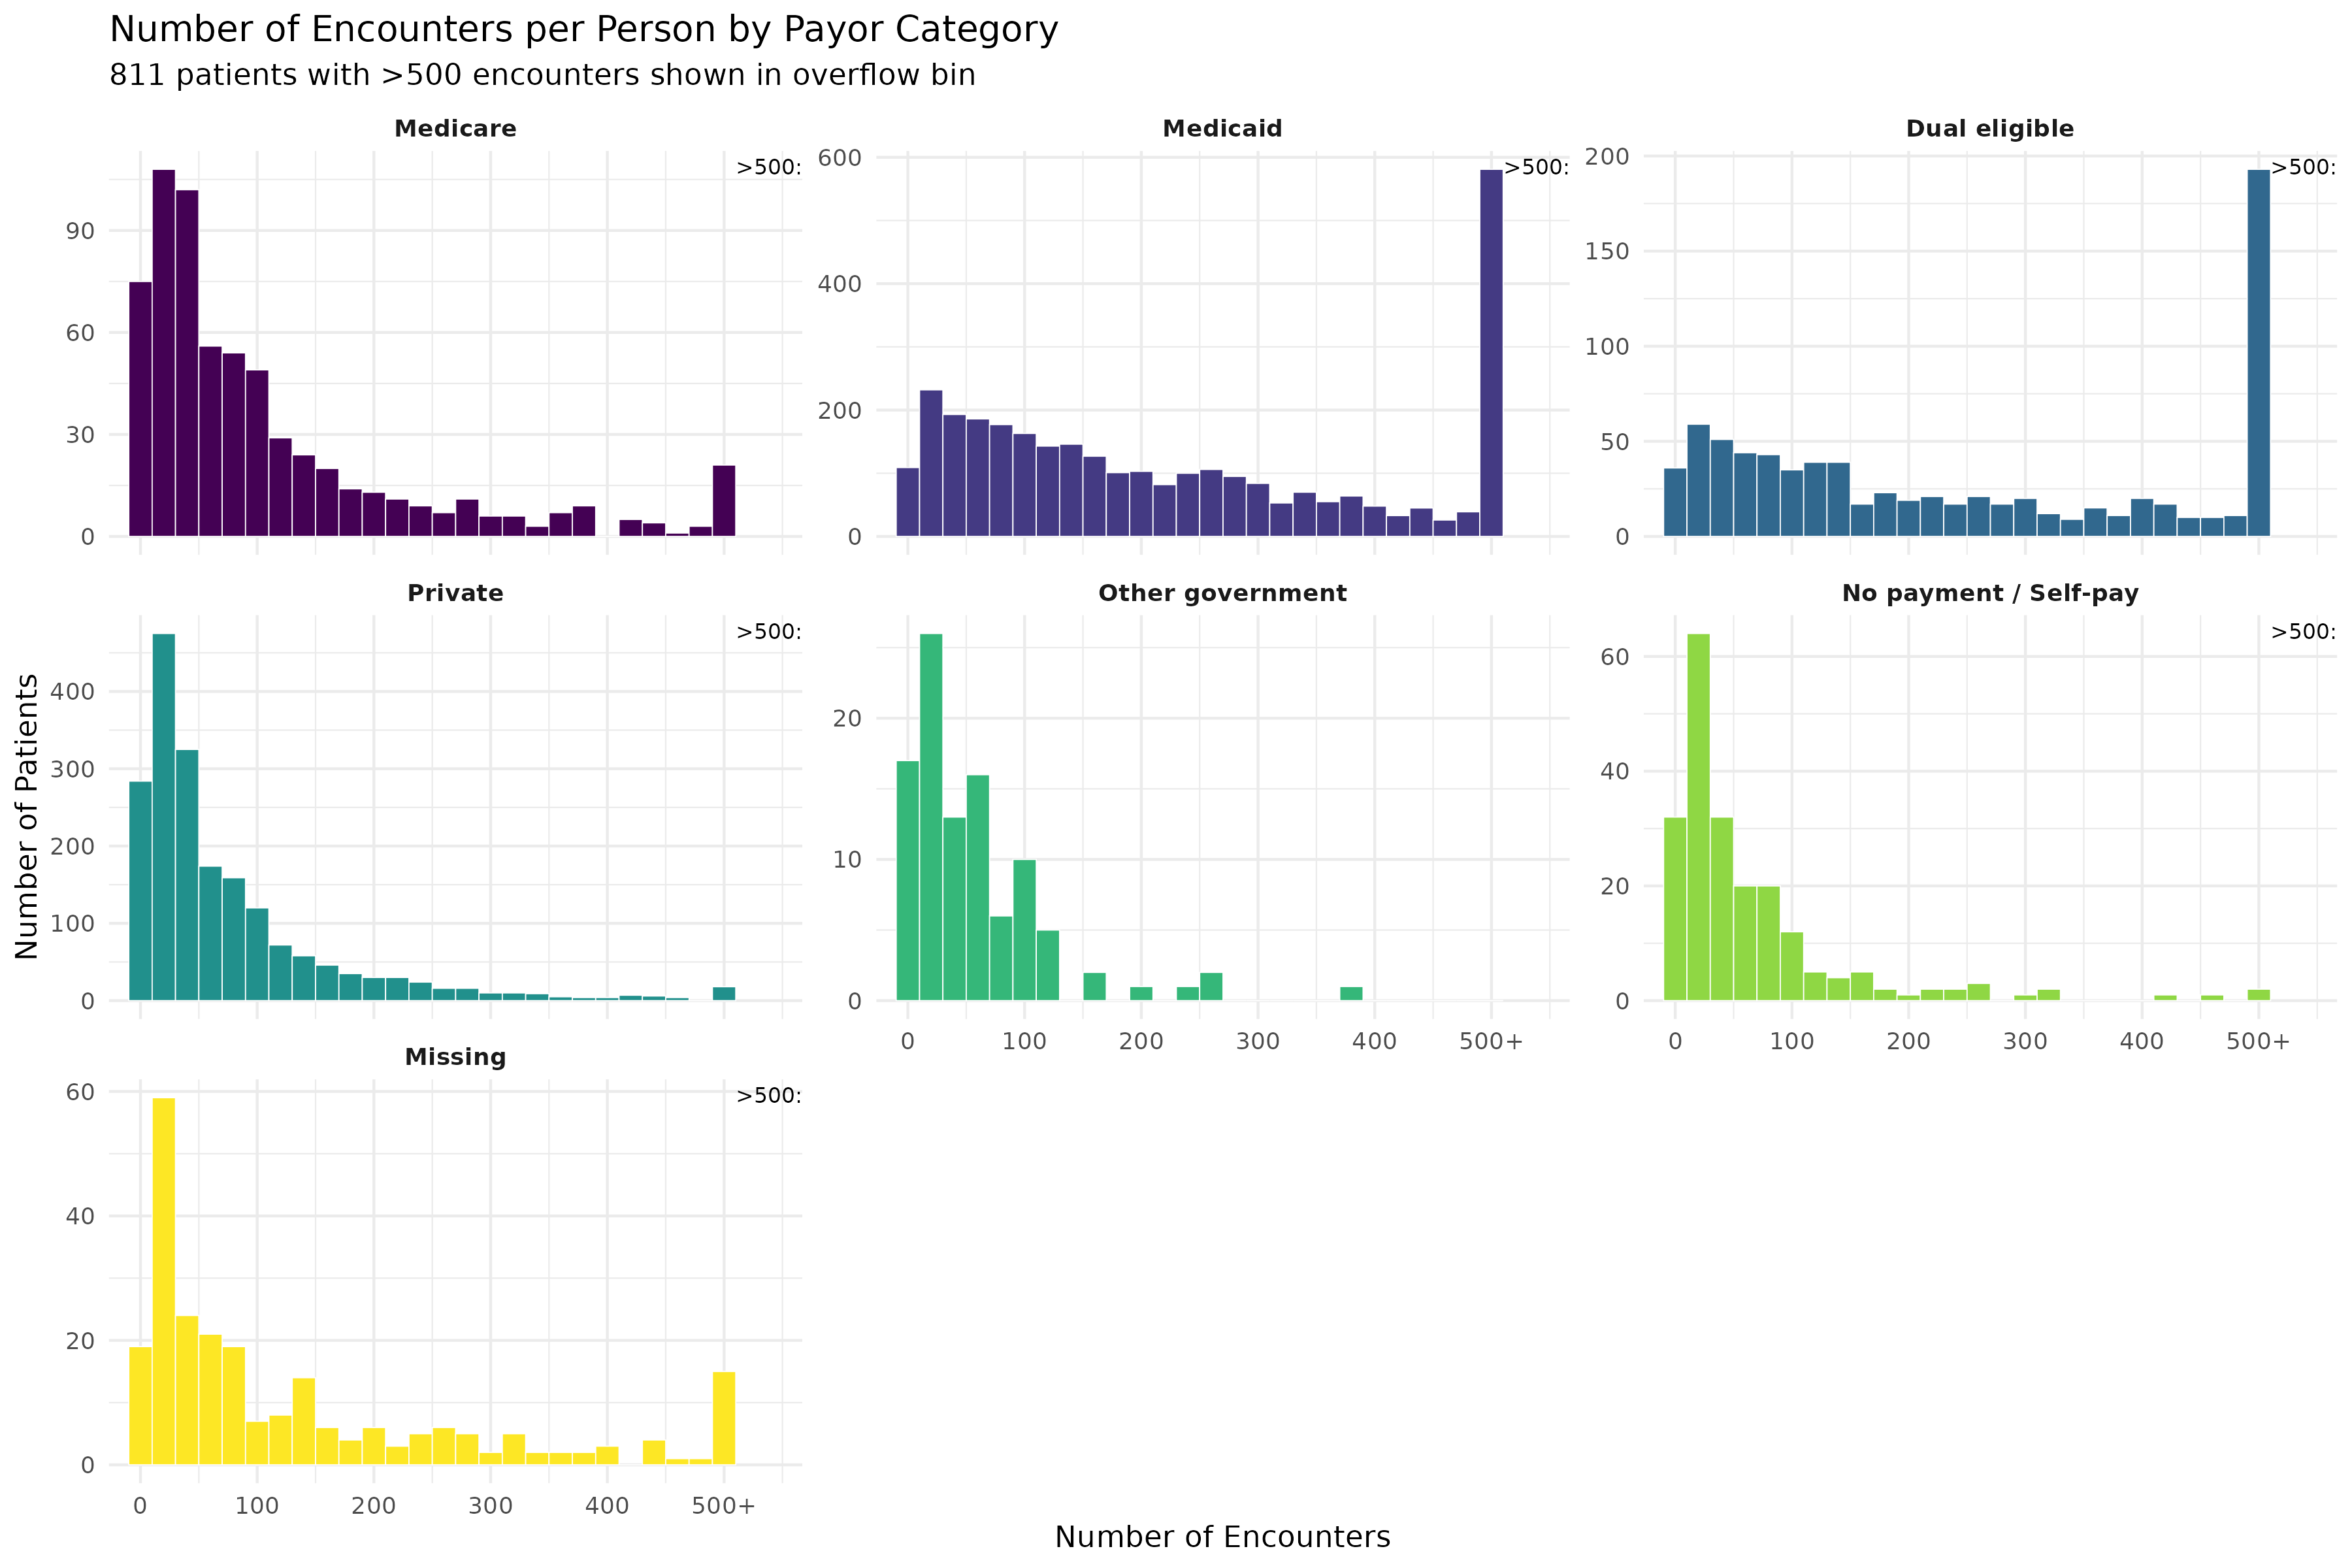 Number of Encounters per Person by Payor Category
811 patients with >500 encounters shown in overflow bin
Medicare
Medicaid
Dual eligible
>500:
>500:
>500:
90
60
30
0
600
400
200
0
200
150
100
50
0
Private
Other government
No payment / Self-pay
>500:
>500:
400
300
200
100
0
20
10
0
60
40
20
0
0 100 200 300 400 500+
0 100 200 300 400 500+
Missing
>500:
60
40
20
0
0 100 200 300 400 500+
Number of Patients
Number of Encounters